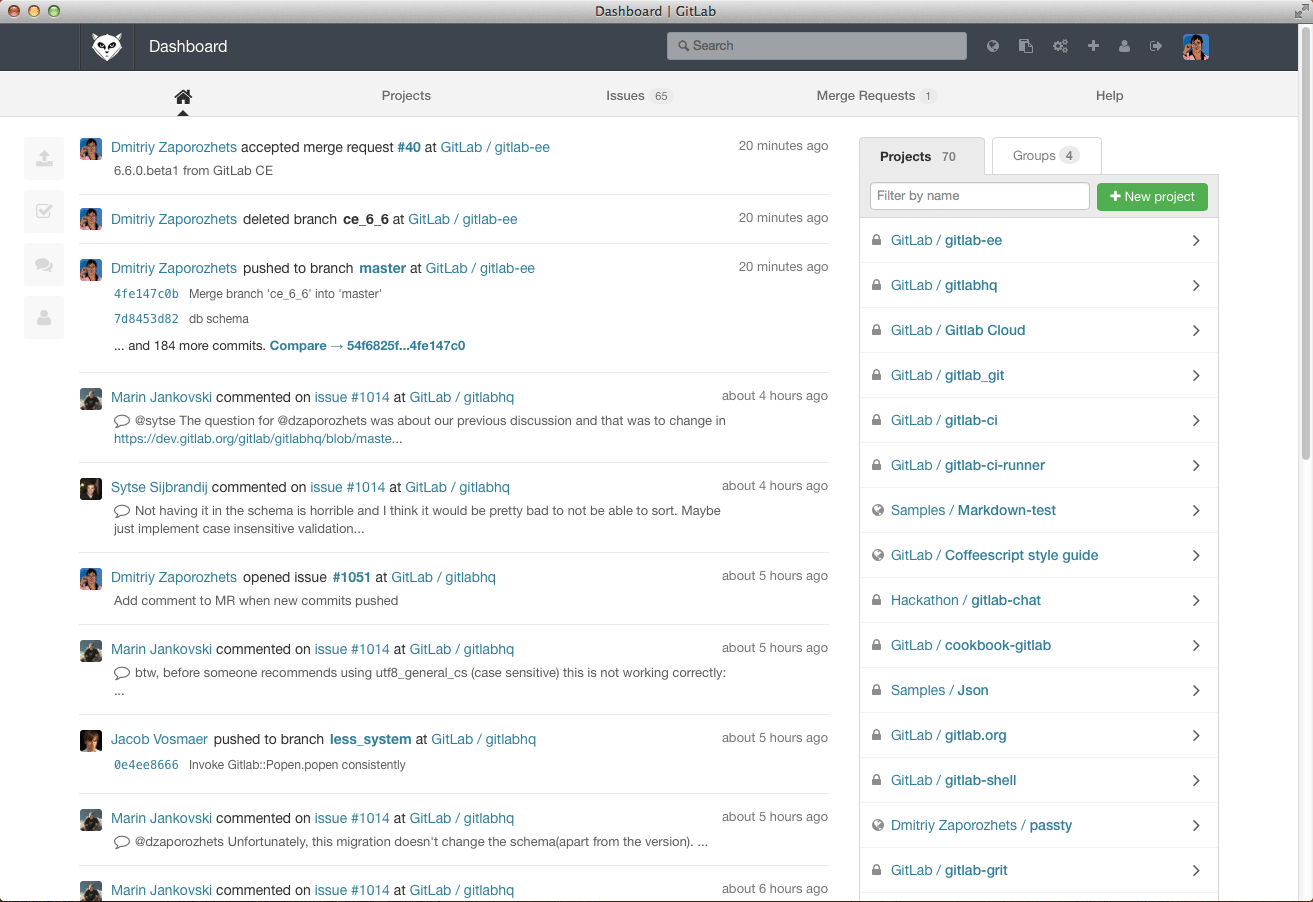 Dashboard | GitLab
Dashboard
Search
Projects
Issues 65
Merge Requests 1
Help
Dmitriy Zaporozhets accepted merge request #40 at GitLab / gitlab-ee
20 minutes ago
6.6.0.beta1 from GitLab CE
Dmitriy Zaporozhets deleted branch ce_6_6 at GitLab / gitlab-ee
20 minutes ago
Dmitriy Zaporozhets pushed to branch master at GitLab / gitlab-ee
20 minutes ago
4fe147c0b Merge branch 'ce_6_6' into 'master'
7d8453d82 db schema
... and 184 more commits. Compare → 54f6825f...4fe147c0
Marin Jankovski commented on issue #1014 at GitLab / gitlabhq
about 4 hours ago
@sytse The question for @dzaporozhets was about our previous discussion and that was to change in
https://dev.gitlab.org/gitlab/gitlabhq/blob/maste...
Sytse Sijbrandij commented on issue #1014 at GitLab / gitlabhq
about 4 hours ago
Not having it in the schema is horrible and I think it would be pretty bad to not be able to sort. Maybe
just implement case insensitive validation...
Dmitriy Zaporozhets opened issue #1051 at GitLab / gitlabhq
about 5 hours ago
Add comment to MR when new commits pushed
Marin Jankovski commented on issue #1014 at GitLab / gitlabhq
about 5 hours ago
btw, before someone recommends using utf8_general_cs (case sensitive) this is not working correctly:
...
Jacob Vosmaer pushed to branch less_system at GitLab / gitlabhq
about 5 hours ago
0e4ee8666 Invoke Gitlab::Popen.popen consistently
Marin Jankovski commented on issue #1014 at GitLab / gitlabhq
about 5 hours ago
@dzaporozhets Unfortunately, this migration doesn't change the schema(apart from the version). ...
Marin Jankovski commented on issue #1014 at GitLab / gitlabhq
about 6 hours ago
Projects 70
Groups 4
Filter by name
New project
GitLab / gitlab-ee
GitLab / gitlabhq
GitLab / Gitlab Cloud
GitLab / gitlab_git
GitLab / gitlab-ci
GitLab / gitlab-ci-runner
Samples / Markdown-test
GitLab / Coffeescript style guide
Hackathon / gitlab-chat
GitLab / cookbook-gitlab
Samples / Json
GitLab / gitlab.org
GitLab / gitlab-shell
Dmitriy Zaporozhets / passty
GitLab / gitlab-grit